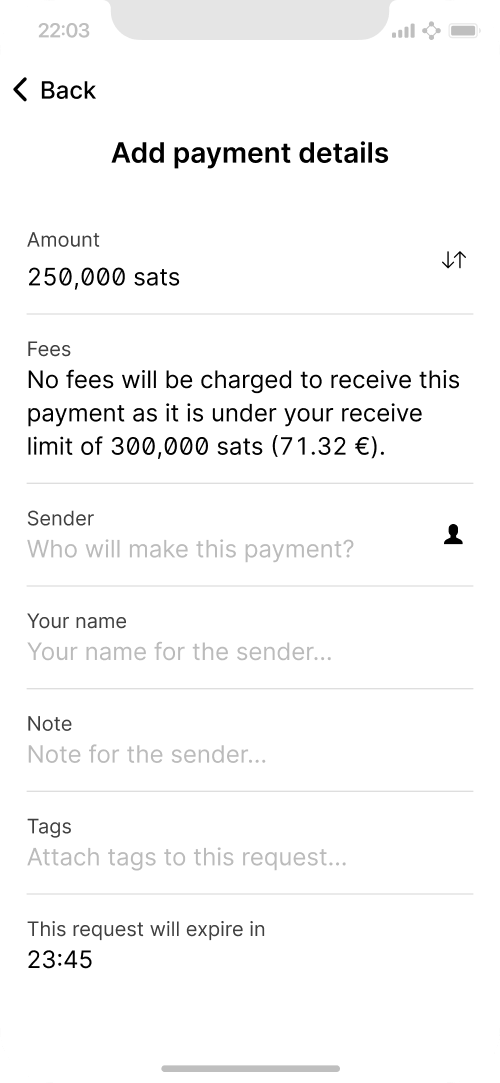 22:03
Back
Add payment details
Amount
250,000 sats
Fees
No fees will be charged to receive this
payment as it is under your receive
limit of 300,000 sats (71.32 €).
Sender
Who will make this payment?
Your name
Your name for the sender...
Note
Note for the sender...
Tags
Attach tags to this request...
This request will expire in
23:45